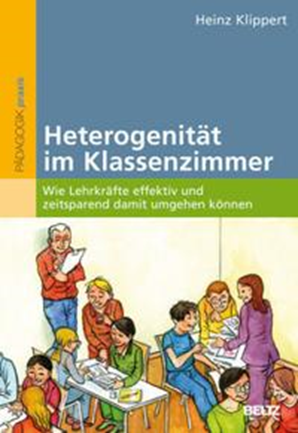 Heinz Klippert
PÄDAGOGIK praxis
Heterogenität
im Klassenzimmer
Wie Lehrkräfte effektiv und
zeitsparend damit umgehen können
BELTZ